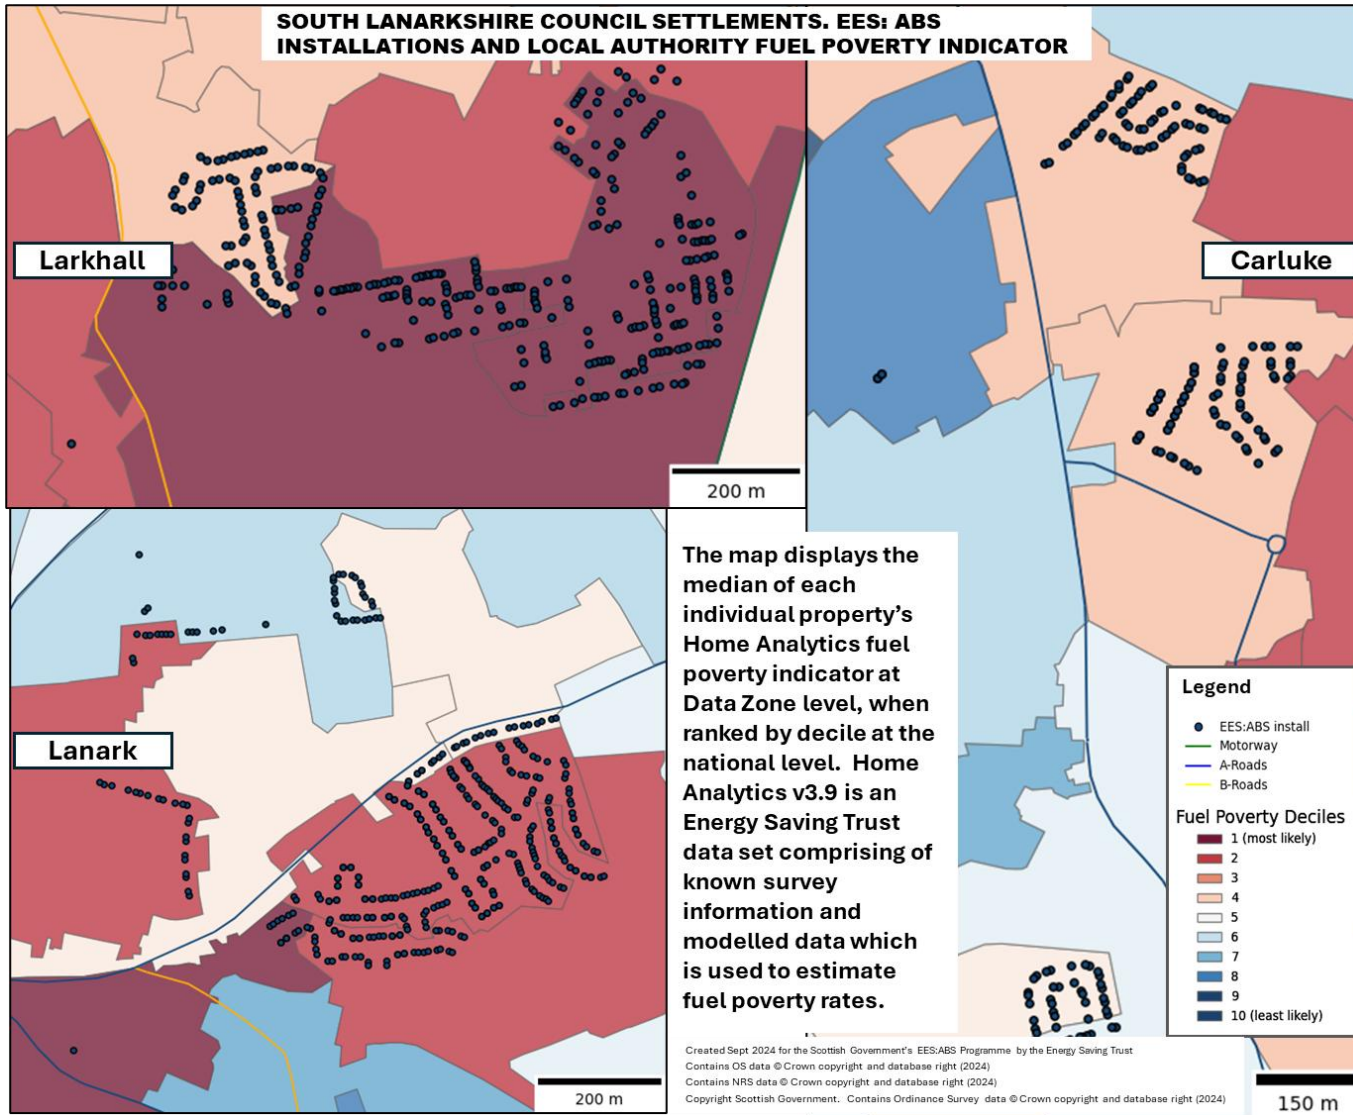 SOUTH LANARKSHIRE COUNCIL SETTLEMENTS. EES: ABS
INSTALLATIONS AND LOCAL AUTHORITY FUEL POVERTY INDICATOR
Larkhall
Carluke
200 m
Lanark
200 m
The map displays the
median of each
individual property’s
Home Analytics fuel
poverty indicator at
Data Zone level, when
ranked by decile at the
national level. Home
Analytics v3.9 is an
Energy Saving Trust
data set comprising of
known survey
information and
modelled data which
is used to estimate
fuel poverty rates.
Legend
EES:ABS install
Motorway
A-Roads
B-Roads
Fuel Poverty Deciles
1 (most likely)
2
3
4
5
6
7
8
9
10 (least likely)
Created Sept 2024 for the Scottish Government's EES:ABS Programme by the Energy Saving Trust
Contains OS data © Crown copyright and database right (2024)
Contains NRS data © Crown copyright and database right (2024)
Copyright Scottish Government. Contains Ordinance Survey data © Crown copyright and database right (2024)
150 m